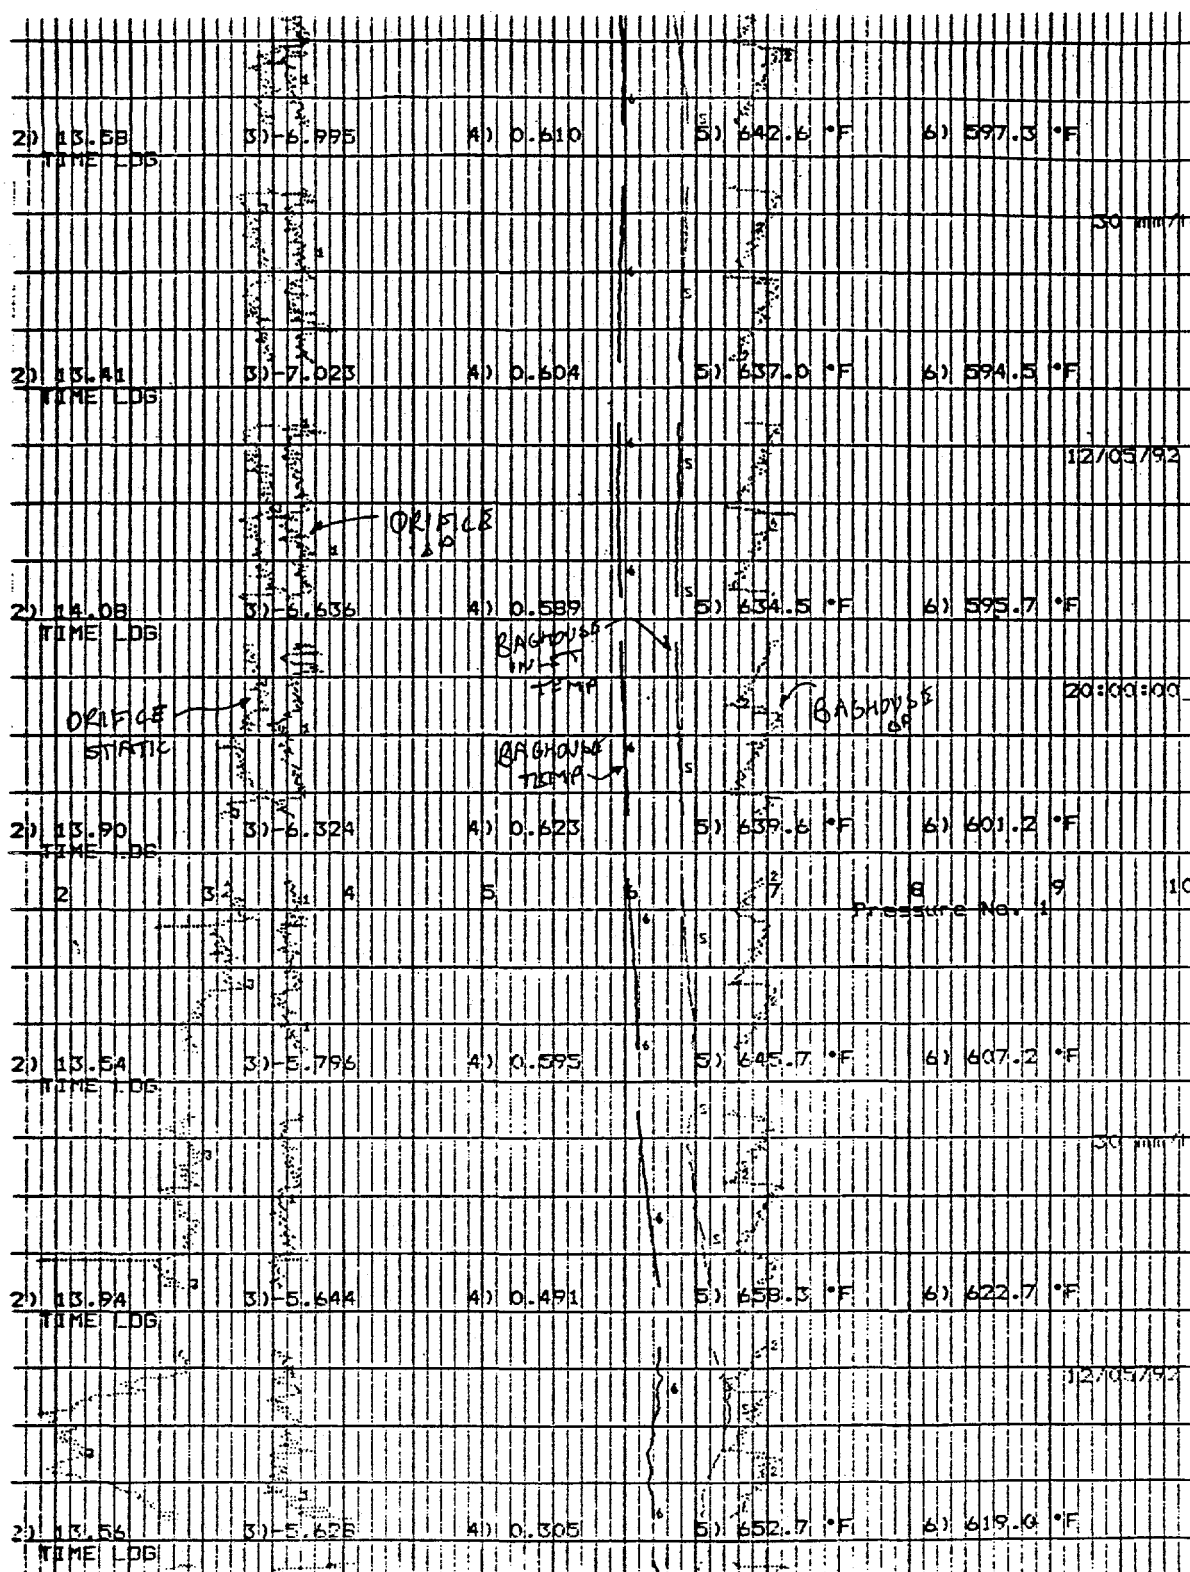 2) 13.58 3)-6.995 4) 0.610 5) 642.6 °F 6) 597.3 °F
TIME LOG
30 mm/h
2) 13.41 3)-7.023 4) 0.604 5) 637.0 °F 6) 594.5 °F
TIME LOG
12/05/92
ORIFICE
ΔP
2) 14.08 3)-6.636 4) 0.589 5) 634.5 °F 6) 595.7 °F
TIME LOG
BAGHOUSE
INLET
TEMP
20:00:00
ORIFICE
STATIC
BAGHOUSE
ΔP
BAGHOUSE
TEMP
2) 13.90 3)-6.324 4) 0.623 5) 639.6 °F 6) 601.2 °F
TIME LOG
2 3 4 5 6 7 8 9 10
Pressure No. 1
2) 13.54 3)-5.796 4) 0.595 5) 645.7 °F 6) 607.2 °F
TIME LOG
30 mm/h
2) 13.94 3)-5.644 4) 0.491 5) 658.3 °F 6) 622.7 °F
TIME LOG
12/05/92
2) 13.56 3)-5.628 4) 0.305 5) 652.7 °F 6) 619.0 °F
TIME LOG